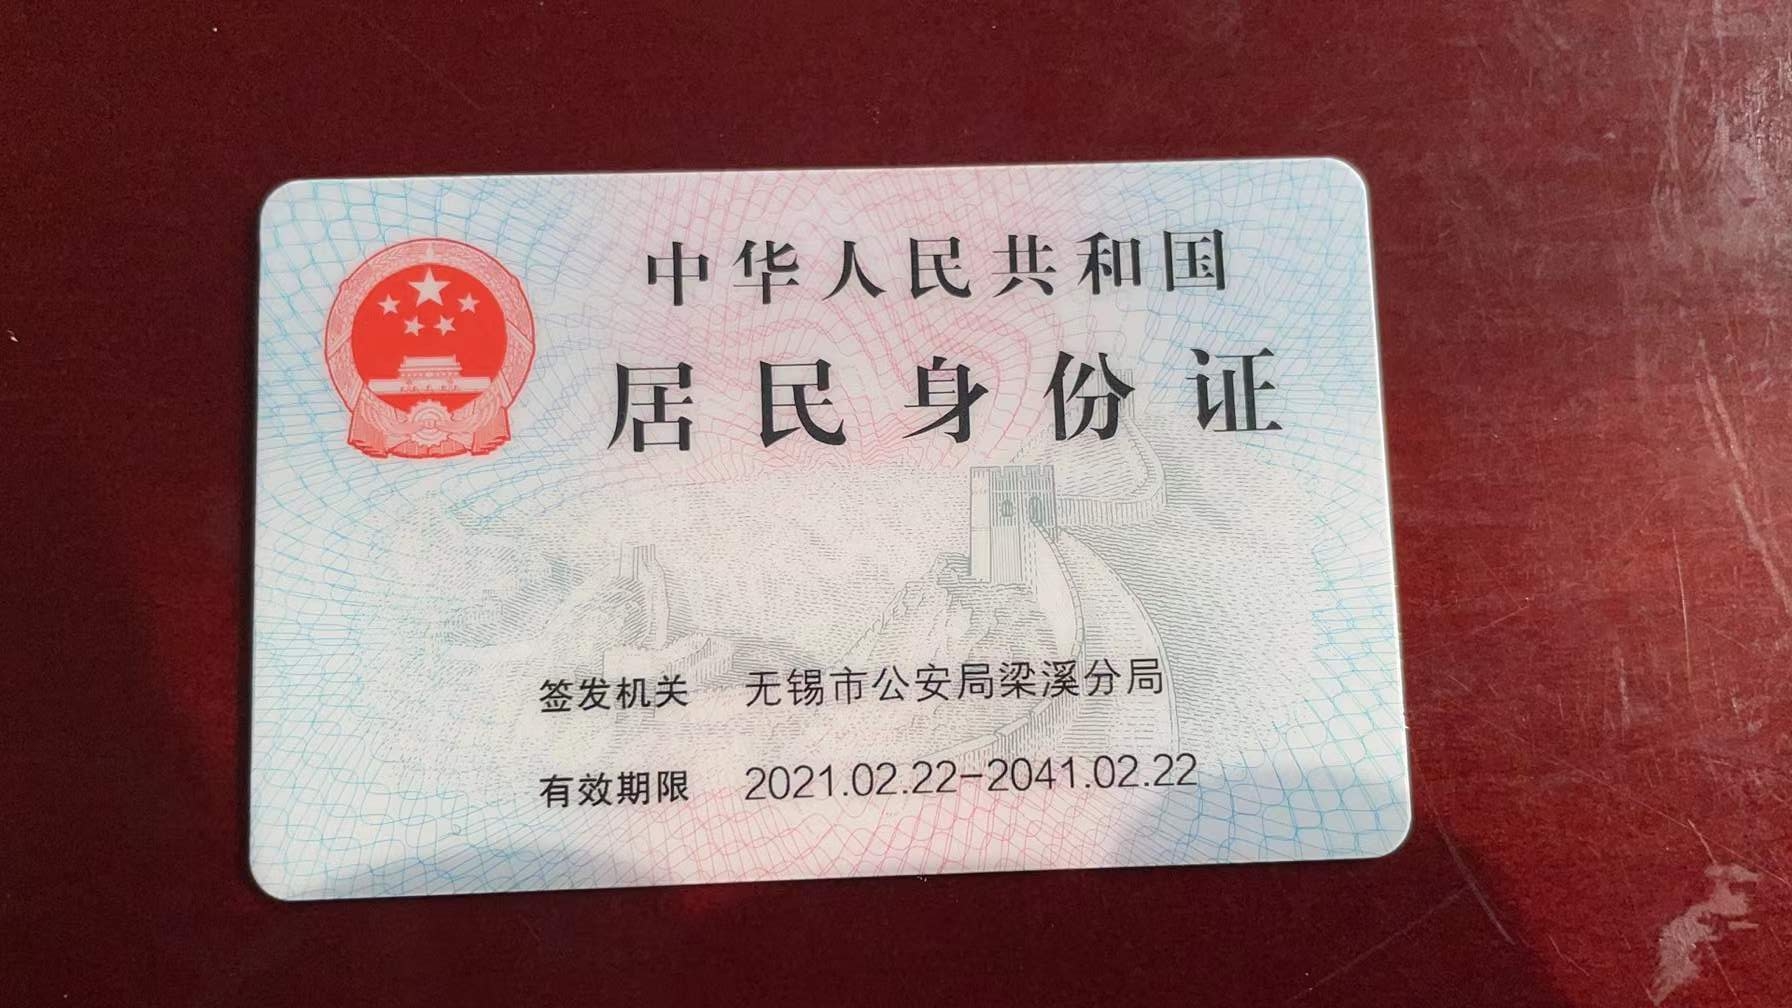 中华人民共和国
居民身份证
签发机关 无锡市公安局梁溪分局
有效期限 2021.02.22-2041.02.22